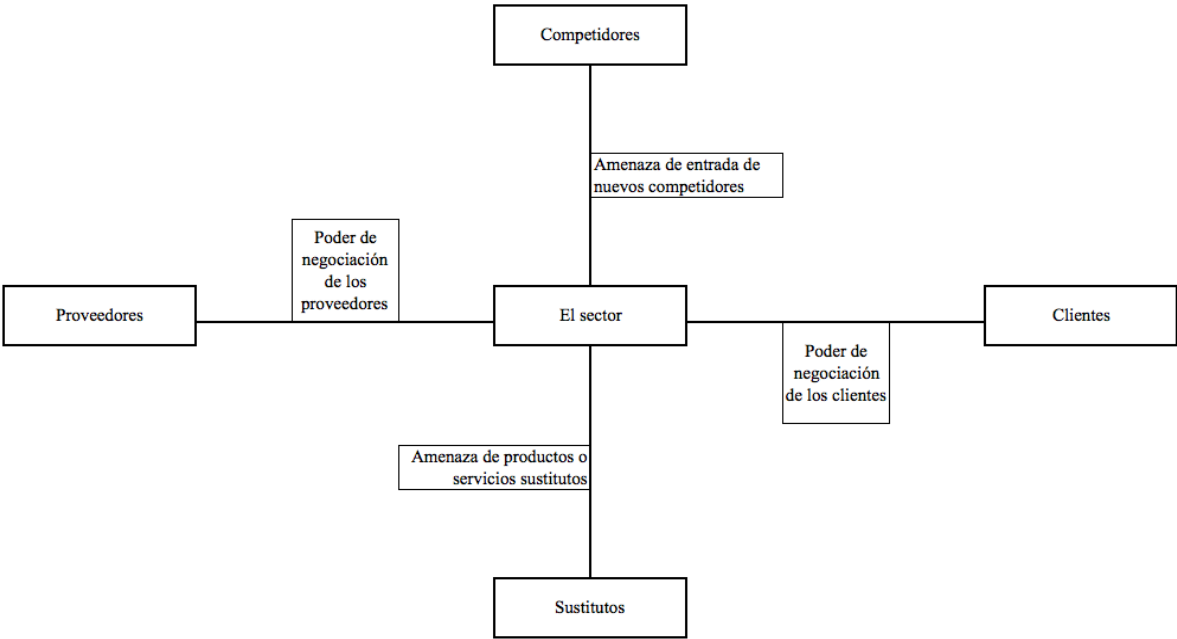 Competidores
Amenaza de entrada de
nuevos competidores
Poder de
negociación
de los
proveedores
Proveedores
El sector
Clientes
Poder de
negociación
de los clientes
Amenaza de productos o
servicios sustitutos
Sustitutos